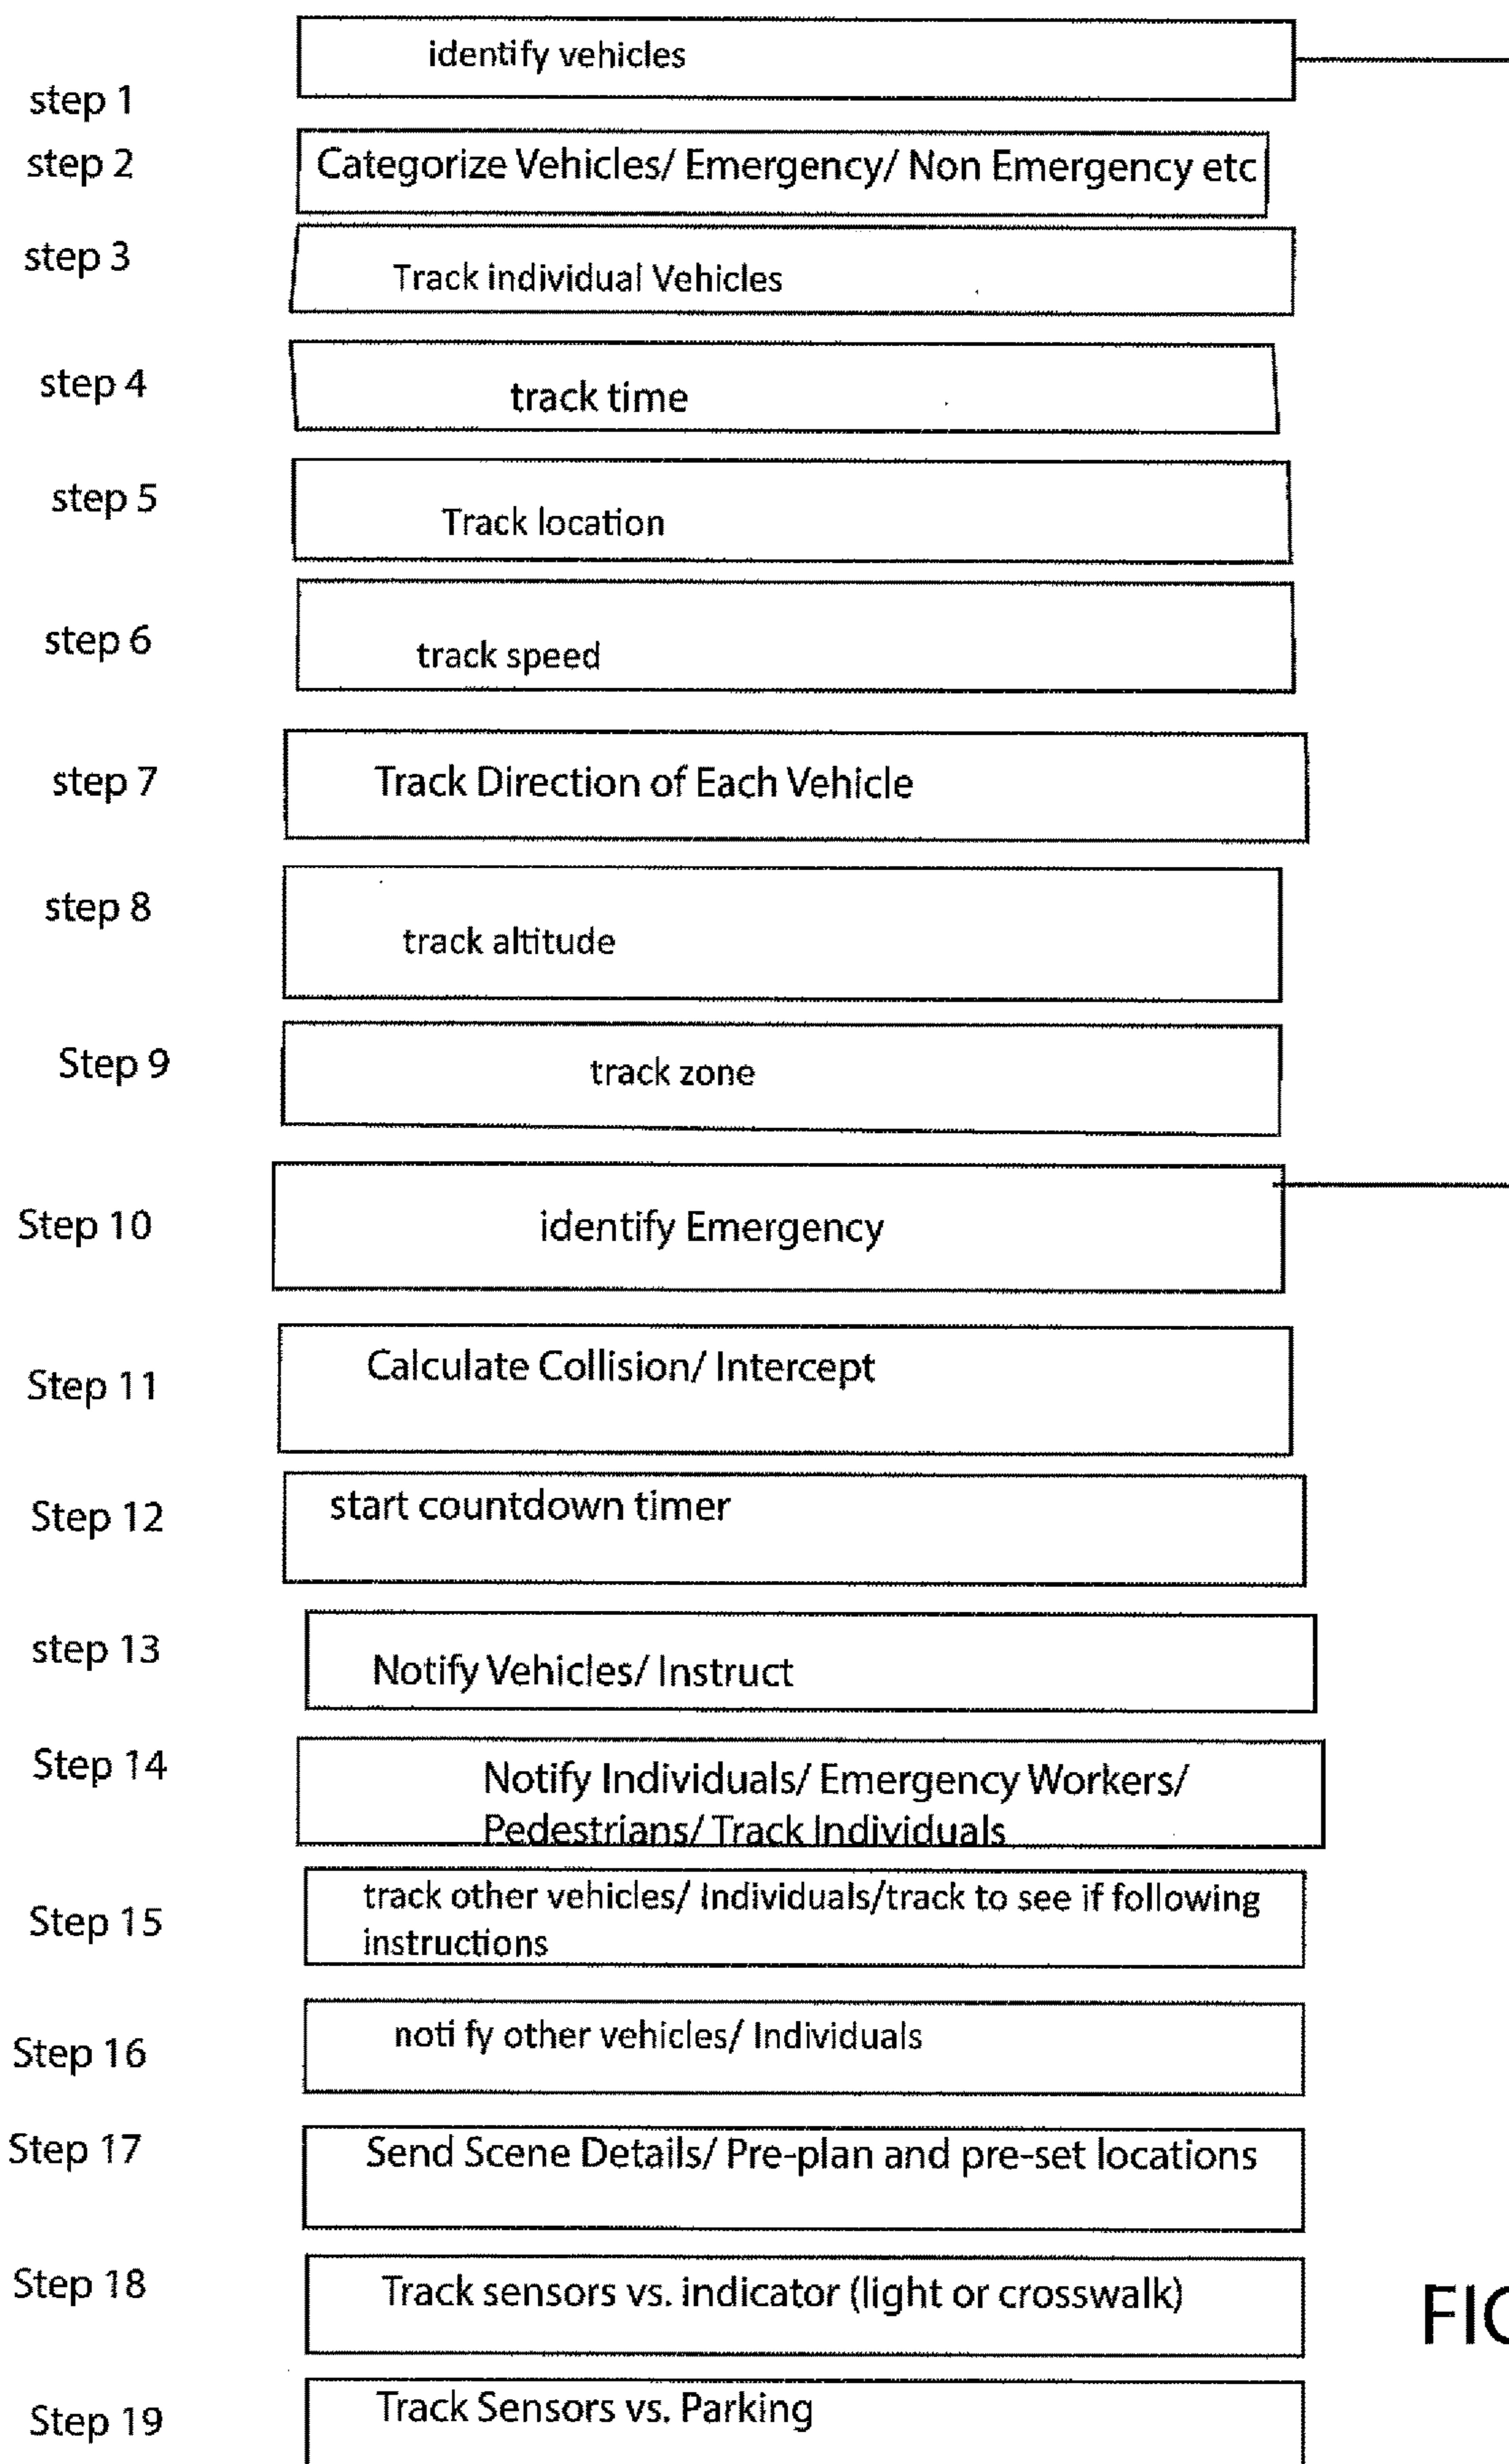 identify vehicles
step 1
step 2
Categorize Vehicles/ Emergency/ Non Emergency etc
step 3
Track individual Vehicles
step 4
track time
step 5
Track location
step 6
track speed
step 7
Track Direction of Each Vehicle
step 8
track altitude
Step 9
track zone
Step 10
identify Emergency
Step 11
Calculate Collision/ Intercept
Step 12
start countdown timer
step 13
Notify Vehicles/ Instruct
Step 14
Notify Individuals/ Emergency Workers/
Pedestrians/ Track Individuals
Step 15
track other vehicles/ Individuals/track to see if following
instructions
Step 16
noti fy other vehicles/ Individuals
Step 17
Send Scene Details/ Pre-plan and pre-set locations
Step 18
Track sensors vs. indicator (light or crosswalk)
Step 19
Track Sensors vs. Parking